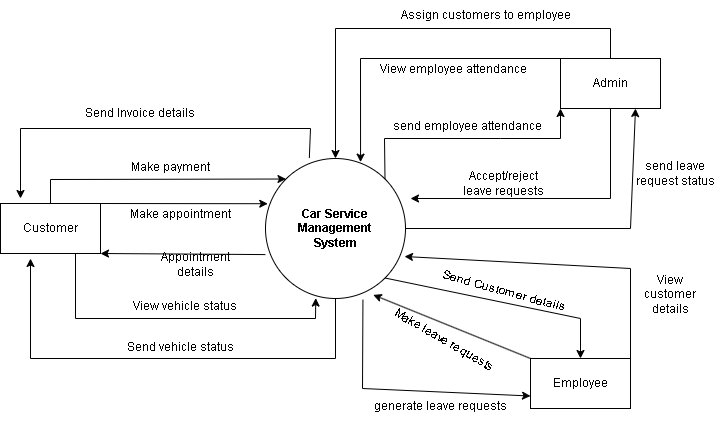 Assign customers to employee
View employee attendance
Admin
Send Invoice details
send employee attendance
Make payment
Accept/reject
leave requests
send leave
request status
Customer
Make appointment
Car Service
Management
System
Appointment
details
View vehicle status
Send Customer details
View
customer
details
Make leave requests
Send vehicle status
Employee
generate leave requests